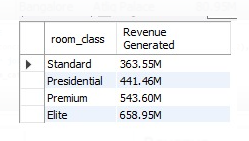 room_class Revenue Generated
Standard 363.55M
Presidential 441.46M
Premium 543.60M
Elite 658.95M